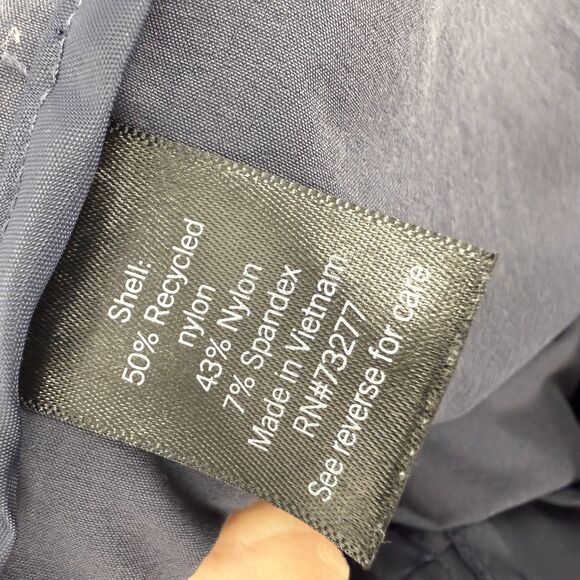 Shell:
50% Recycled
nylon
43% Nylon
7% Spandex
Made in Vietnam
RN#73277
See reverse for care